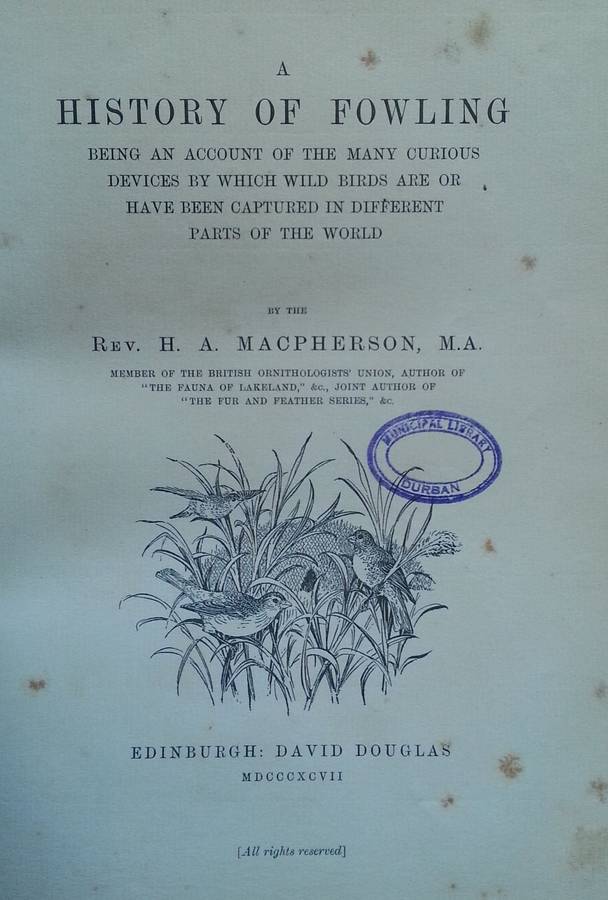 A
HISTORY OF FOWLING
BEING AN ACCOUNT OF THE MANY CURIOUS
DEVICES BY WHICH WILD BIRDS ARE OR
HAVE BEEN CAPTURED IN DIFFERENT
PARTS OF THE WORLD
BY THE
REV. H. A. MACPHERSON, M.A.
MEMBER OF THE BRITISH ORNITHOLOGISTS' UNION, AUTHOR OF
"THE FAUNA OF LAKELAND," &c., JOINT AUTHOR OF
"THE FUR AND FEATHER SERIES," &c.
MUNICIPAL LIBRARY
DURBAN
EDINBURGH: DAVID DOUGLAS
MDCCCXCVII
[All rights reserved]